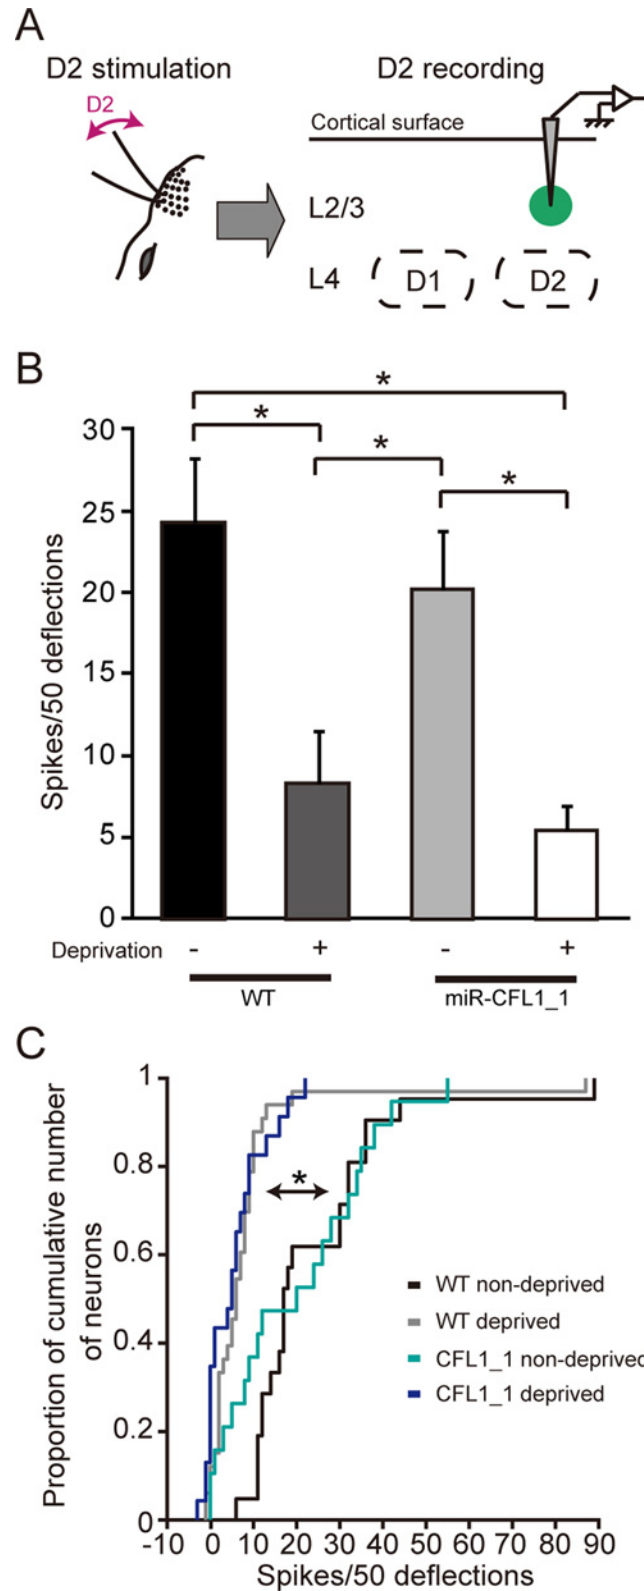 A
D2 stimulation
D2 recording
D2
Cortical surface
L2/3
L4
D1
D2
B
*
*
*
*
30
25
20
15
10
5
0
Spikes/50 deflections
Deprivation - + - +
WT
miR-CFL1_1
C
1
0.8
0.6
0.4
0.2
0
Proportion of cumulative number
of neurons
*
WT non-deprived
WT deprived
CFL1_1 non-deprived
CFL1_1 deprived
-10 0 10 20 30 40 50 60 70 80 90
Spikes/50 deflections